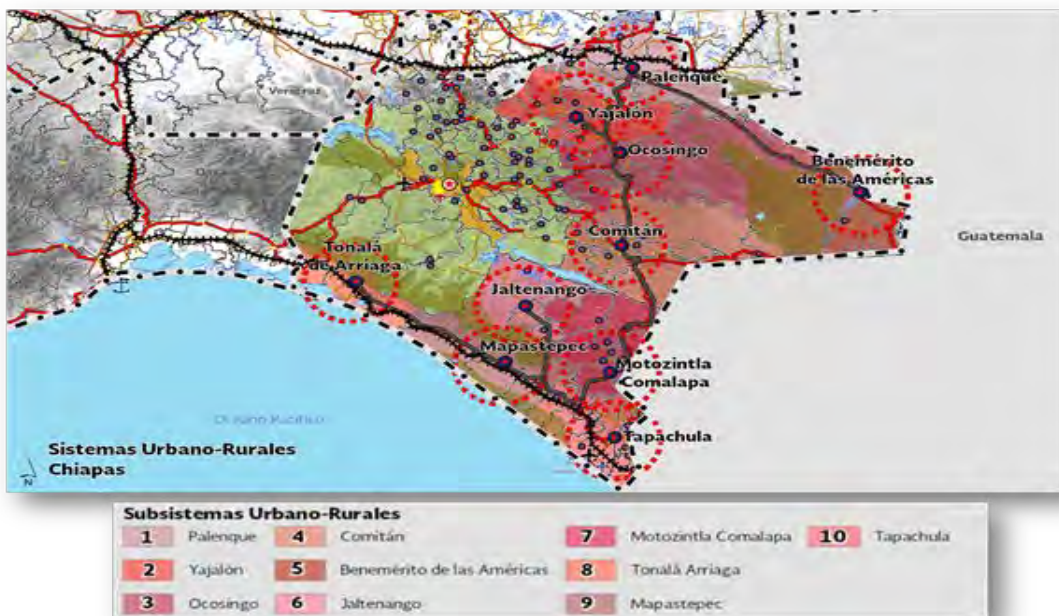 Veracruz
Palenque
Yajalón
Ocosingo
Benemérito
de las Américas
Comitán
Guatemala
Tonalá
de Arriaga
Jaltenango
Mapastepec
Motozintla
Comalapa
Tapachula
Sistemas Urbano-Rurales
Chiapas
N
Subsistemas Urbano-Rurales
1 Palenque 4 Comitán 7 Motozintla Comalapa 10 Tapachula
2 Yajalón 5 Benemérito de las Américas 8 Tonalá Arriaga
3 Ocosingo 6 Jaltenango 9 Mapastepec